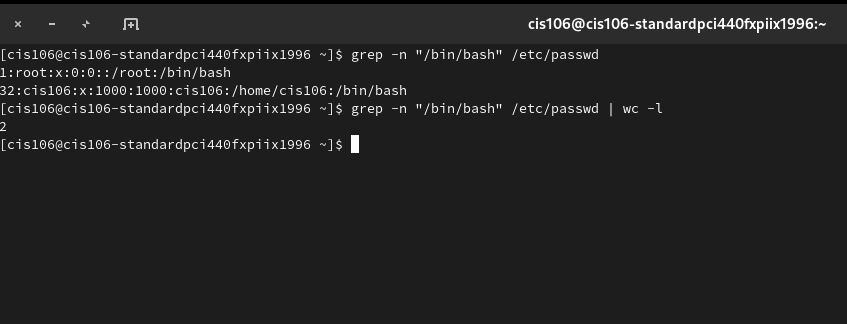 cis106@cis106-standardpci440fxpiix1996:~
[cis106@cis106-standardpci440fxpiix1996 ~]$ grep -n "/bin/bash" /etc/passwd
1:root:x:0:0::/root:/bin/bash
32:cis106:x:1000:1000:cis106:/home/cis106:/bin/bash
[cis106@cis106-standardpci440fxpiix1996 ~]$ grep -n "/bin/bash" /etc/passwd | wc -l
2
[cis106@cis106-standardpci440fxpiix1996 ~]$